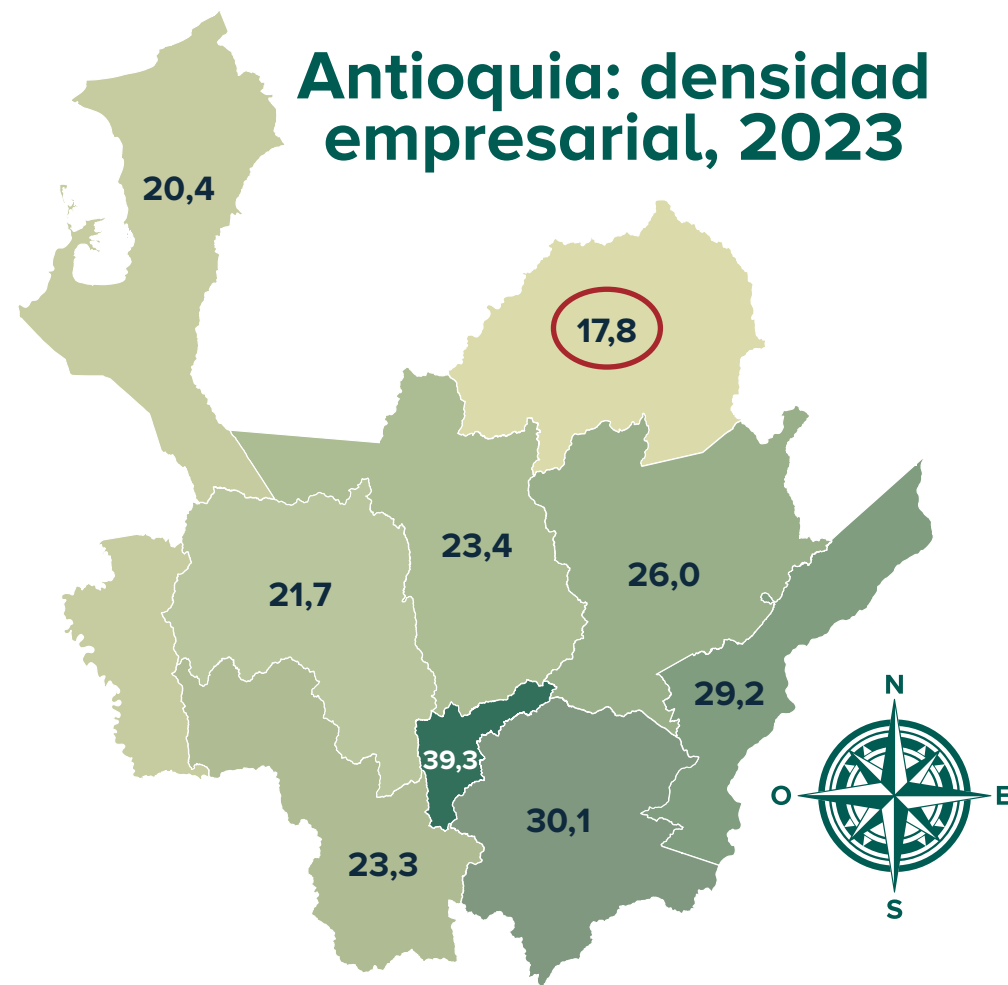 Antioquia: densidad
empresarial, 2023
20,4
17,8
23,4
26,0
21,7
29,2
39,3
30,1
23,3
N
O
E
S